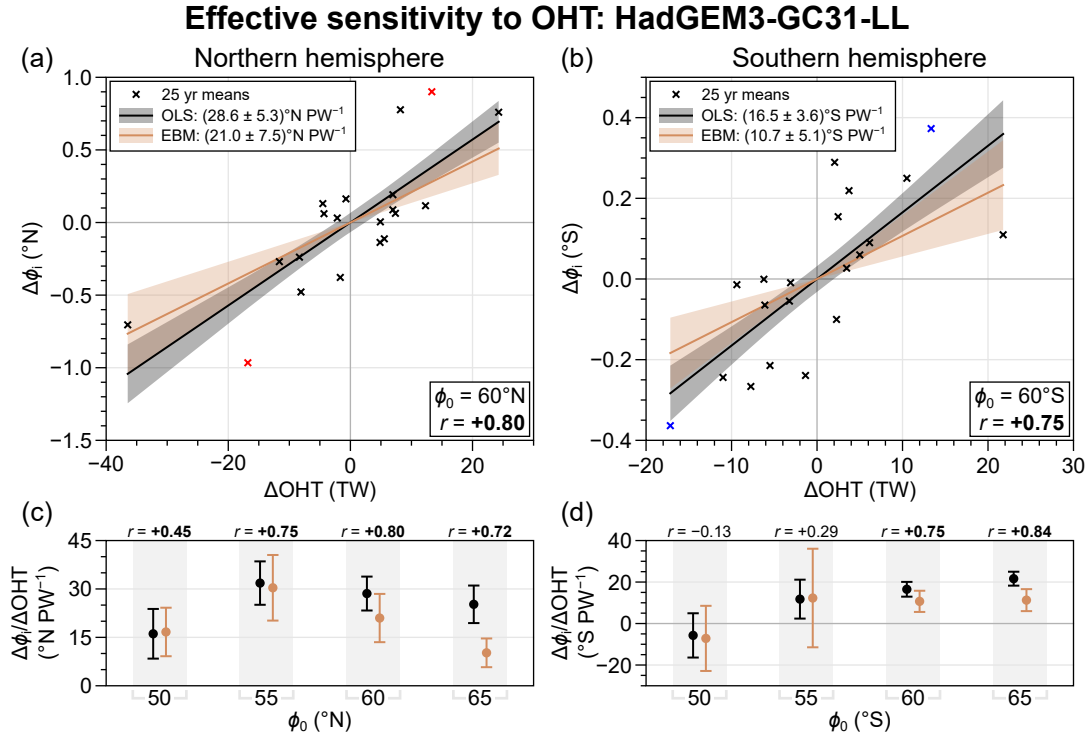 Effective sensitivity to OHT: HadGEM3-GC31-LL
(a) Northern hemisphere
25 yr means
OLS: (28.6 ± 5.3)°N PW⁻¹
EBM: (21.0 ± 7.5)°N PW⁻¹
Δϕᵢ (°N)
1.0
0.5
0.0
−0.5
−1.0
−1.5
ϕ₀ = 60°N
r = +0.80
−40 −20 0 20
ΔOHT (TW)
(b) Southern hemisphere
25 yr means
OLS: (16.5 ± 3.6)°S PW⁻¹
EBM: (10.7 ± 5.1)°S PW⁻¹
Δϕᵢ (°S)
0.4
0.2
0.0
−0.2
−0.4
ϕ₀ = 60°S
r = +0.75
−20 −10 0 10 20 30
ΔOHT (TW)
(c)
r = +0.45 r = +0.75 r = +0.80 r = +0.72
Δϕᵢ/ΔOHT
(°N PW⁻¹)
45
30
15
0
50 55 60 65
ϕ₀ (°N)
(d)
r = −0.13 r = +0.29 r = +0.75 r = +0.84
Δϕᵢ/ΔOHT
(°S PW⁻¹)
40
20
0
−20
50 55 60 65
ϕ₀ (°S)